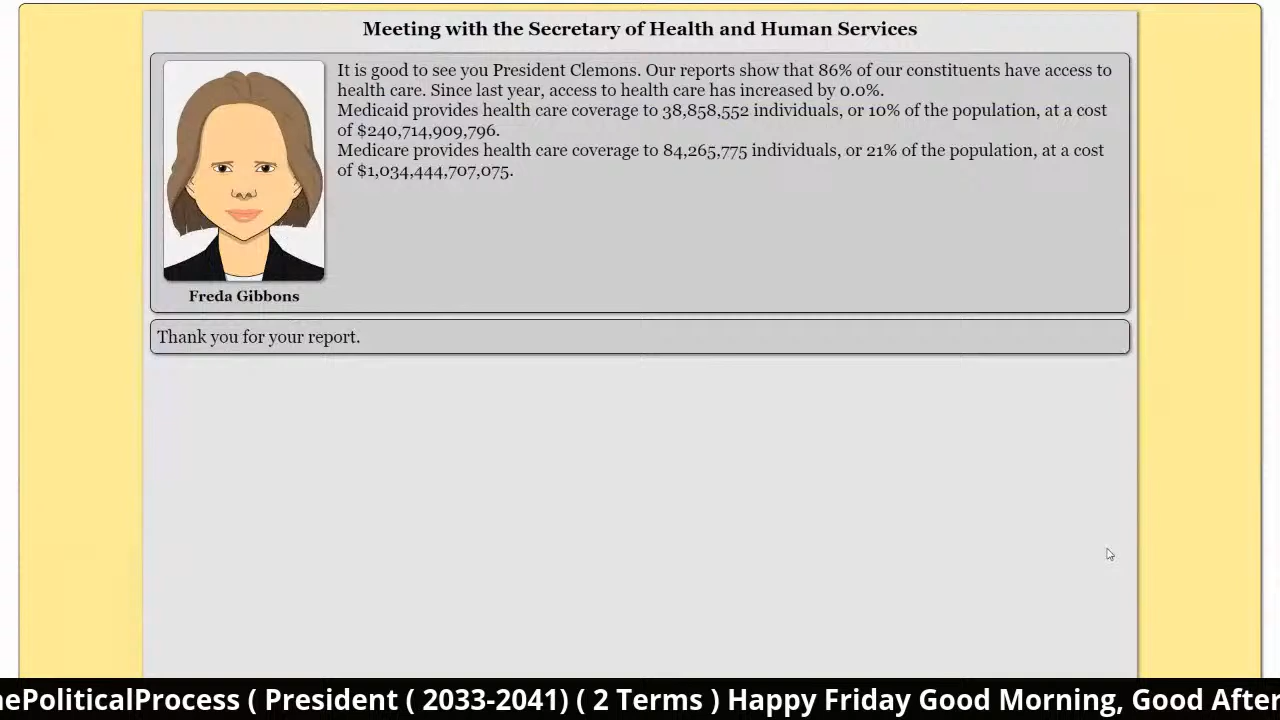 Meeting with the Secretary of Health and Human Services
It is good to see you President Clemons. Our reports show that 86% of our constituents have access to
health care. Since last year, access to health care has increased by 0.0%.
Medicaid provides health care coverage to 38,858,552 individuals, or 10% of the population, at a cost
of $240,714,909,796.
Medicare provides health care coverage to 84,265,775 individuals, or 21% of the population, at a cost
of $1,034,444,707,075.
Freda Gibbons
Thank you for your report.
ePoliticalProcess ( President ( 2033-2041) ( 2 Terms ) Happy Friday Good Morning, Good After